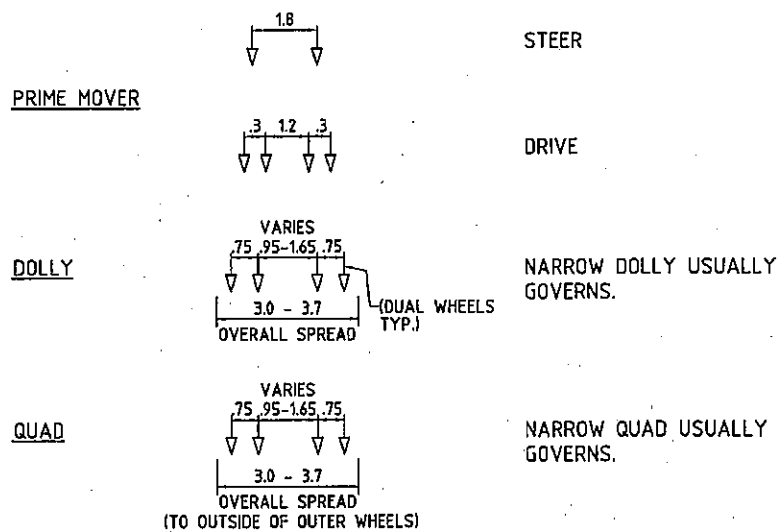 1.8
STEER
PRIME MOVER
.3 1.2 .3
DRIVE
VARIES
.75 .95-1.65 .75
DOLLY
NARROW DOLLY USUALLY
GOVERNS.
3.0 - 3.7
(DUAL WHEELS
TYP.)
OVERALL SPREAD
VARIES
.75 .95-1.65 .75
QUAD
NARROW QUAD USUALLY
GOVERNS.
3.0 - 3.7
OVERALL SPREAD
(TO OUTSIDE OF OUTER WHEELS)